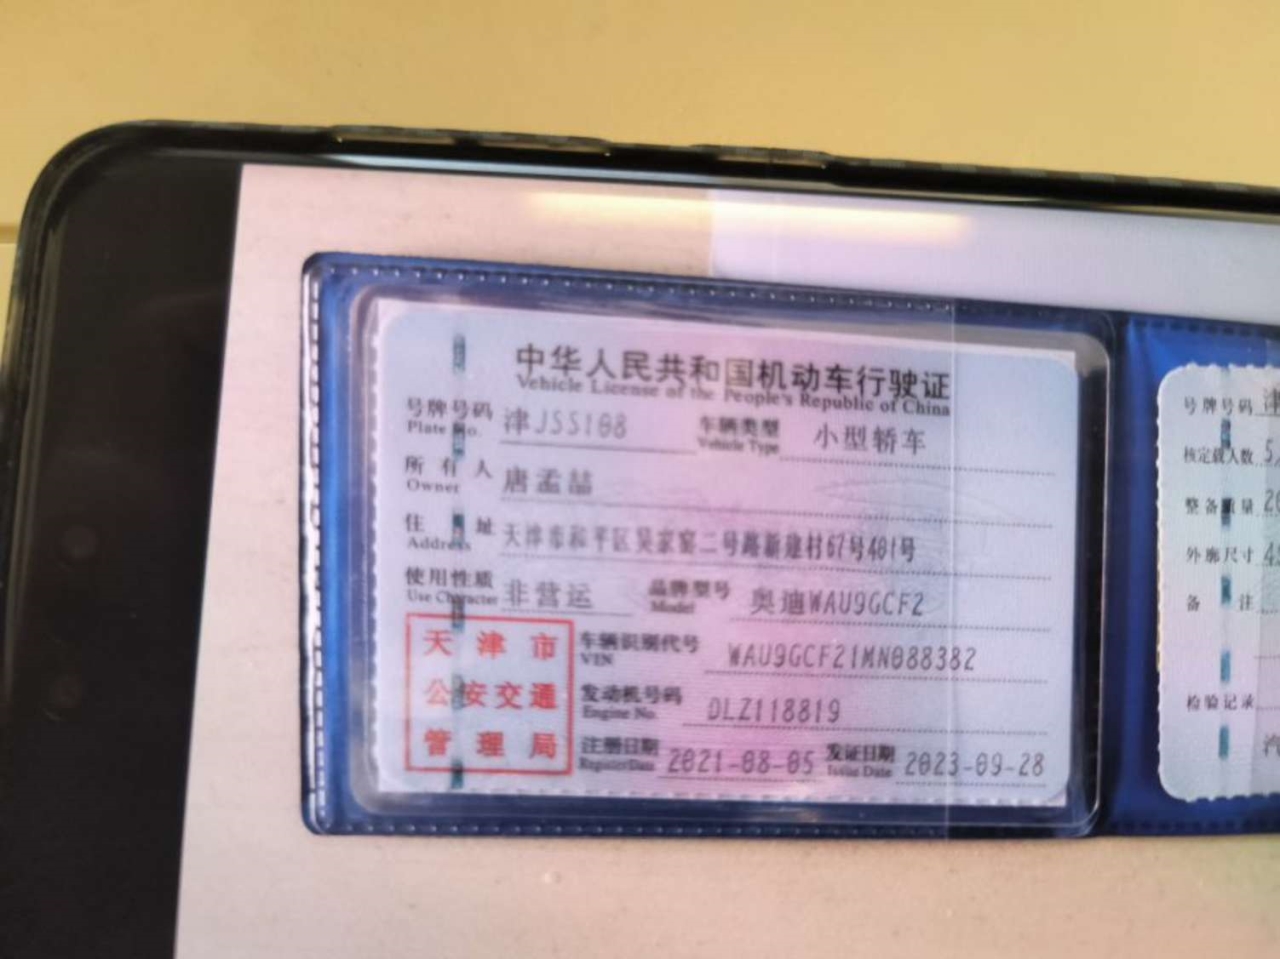 中华人民共和国机动车行驶证
Vehicle License of the People's Republic of China
号牌号码 津JSS108 车辆类型 小型轿车
Plate No. Vehicle Type
所有人 唐孟喆
Owner
住址 天津市和平区吴家窑二号路新建村67号401号
Address
使用性质 非营运 品牌型号 奥迪WAU9GCF2
Use Character Model
天津市 车辆识别代号 WAU9GCF21MN088382
VIN
公安交通 发动机号码 DLZ118819
Engine No.
管理局 注册日期 2021-08-05 发证日期 2023-09-28
Register Date Issue Date
号牌号码 津
核定载人数 5
整备质量 20
外廓尺寸
备注
检验记录